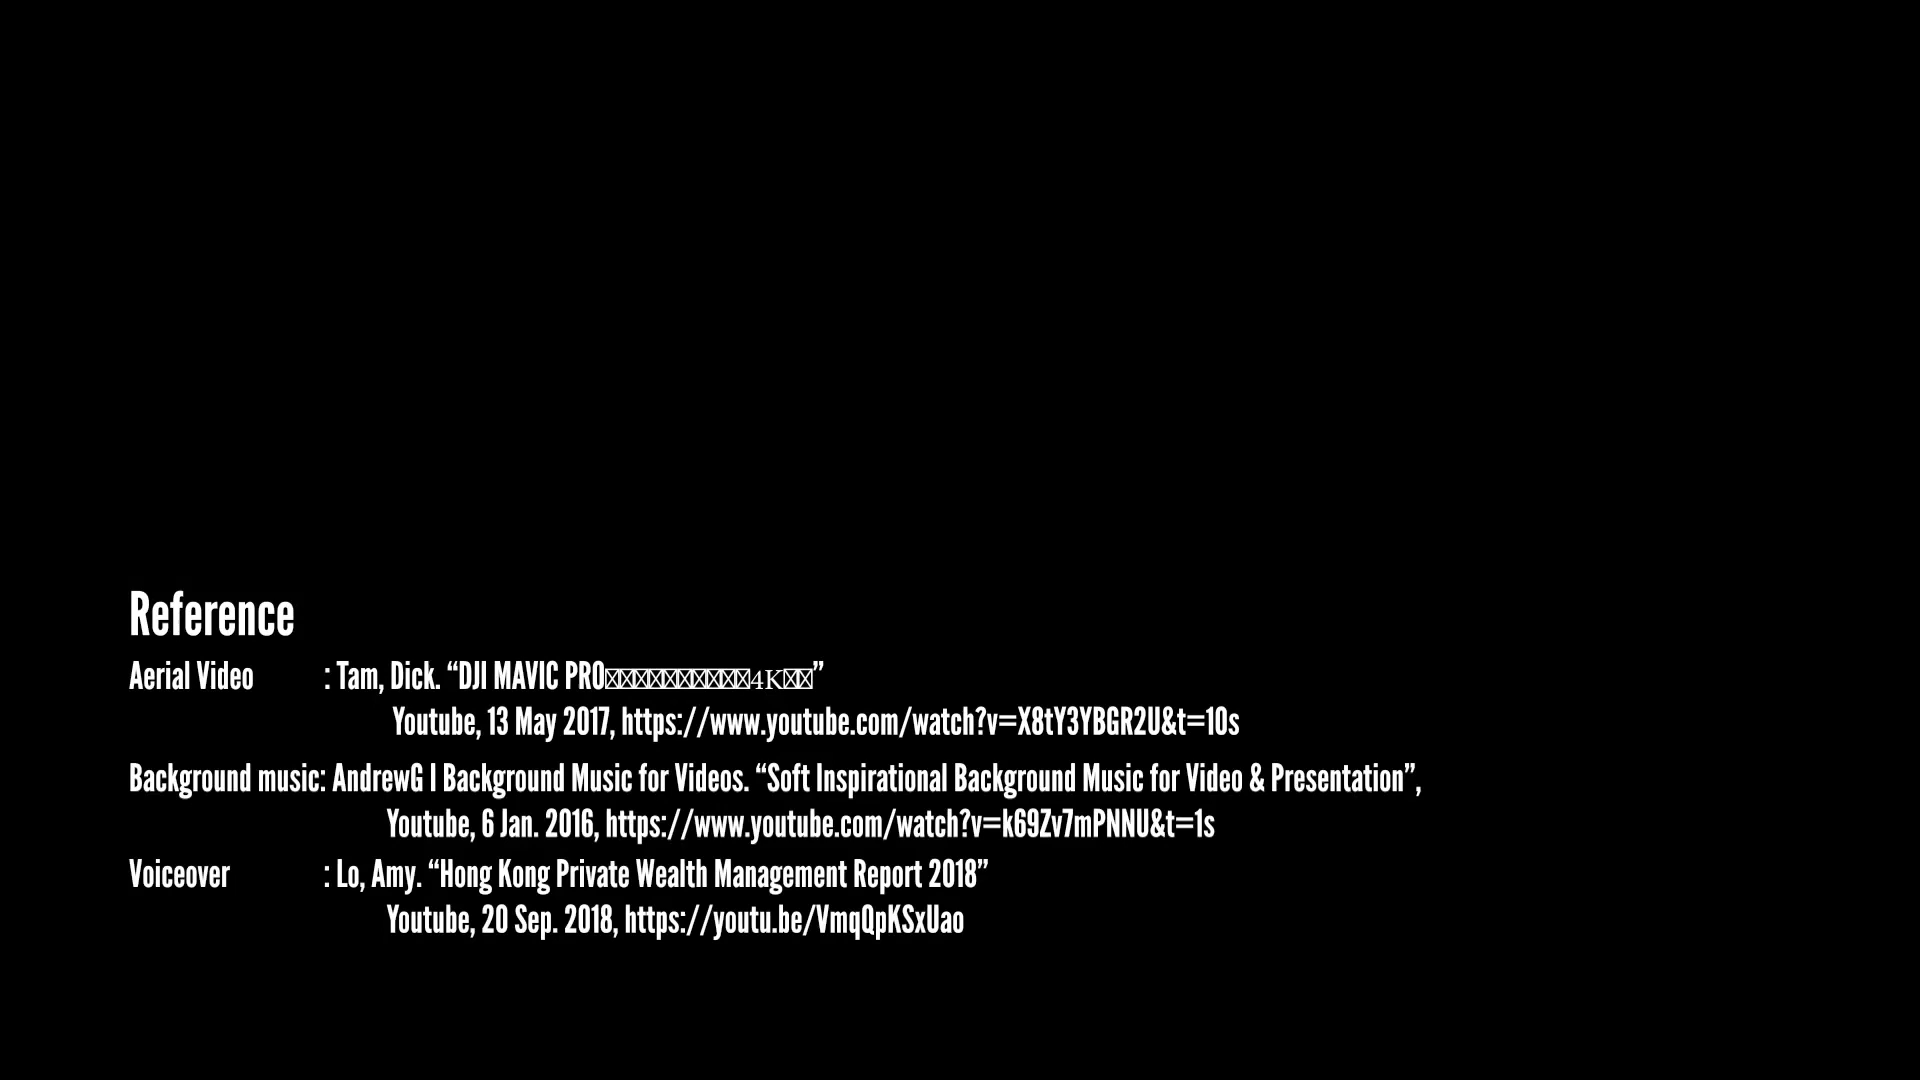 Reference
Aerial Video : Tam, Dick. “DJI MAVIC PRO 4K ”
Youtube, 13 May 2017, https://www.youtube.com/watch?v=X8tY3YBGR2U&t=10s
Background music: AndrewG | Background Music for Videos. “Soft Inspirational Background Music for Video & Presentation”,
Youtube, 6 Jan. 2016, https://www.youtube.com/watch?v=k69Zv7mPNNU&t=1s
Voiceover : Lo, Amy. “Hong Kong Private Wealth Management Report 2018”
Youtube, 20 Sep. 2018, https://youtu.be/VmqQpKSxUao